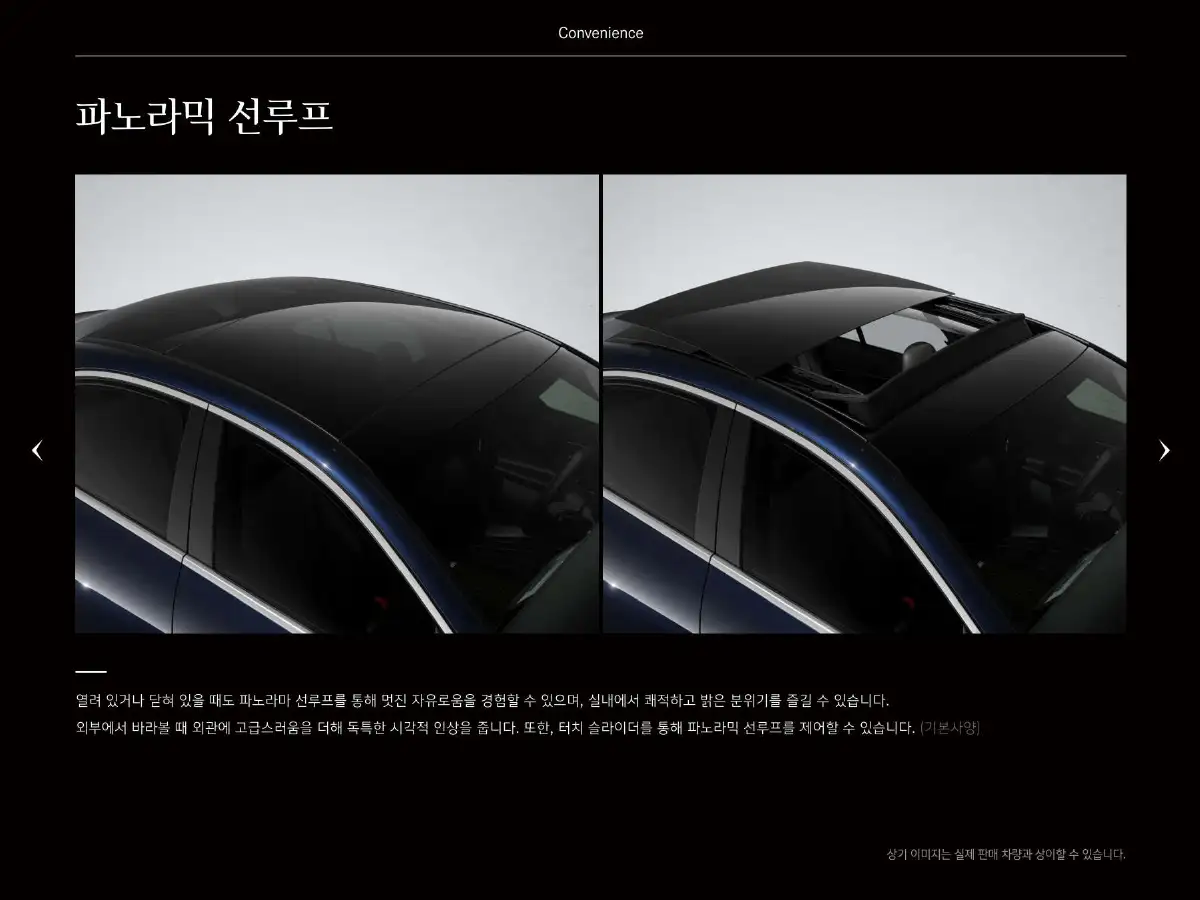 Convenience
파노라믹 선루프
열려 있거나 닫혀 있을 때도 파노라마 선루프를 통해 멋진 자유로움을 경험할 수 있으며, 실내에서 쾌적하고 밝은 분위기를 즐길 수 있습니다.
외부에서 바라볼 때 외관에 고급스러움을 더해 독특한 시각적 인상을 줍니다. 또한, 터치 슬라이더를 통해 파노라믹 선루프를 제어할 수 있습니다. (기본사양)
상기 이미지는 실제 판매 차량과 상이할 수 있습니다.